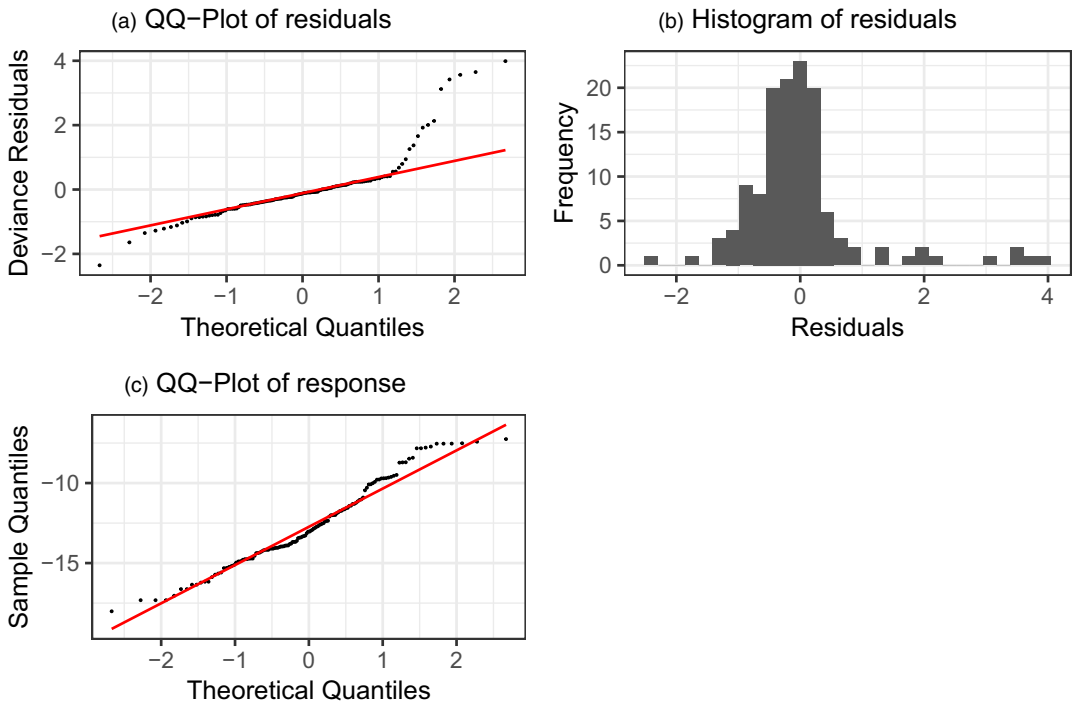 (a) QQ−Plot of residuals
Deviance Residuals
4
2
0
−2
−2 −1 0 1 2
Theoretical Quantiles
(b) Histogram of residuals
Frequency
20
15
10
5
0
−2 0 2 4
Residuals
(c) QQ−Plot of response
Sample Quantiles
−10
−15
−2 −1 0 1 2
Theoretical Quantiles